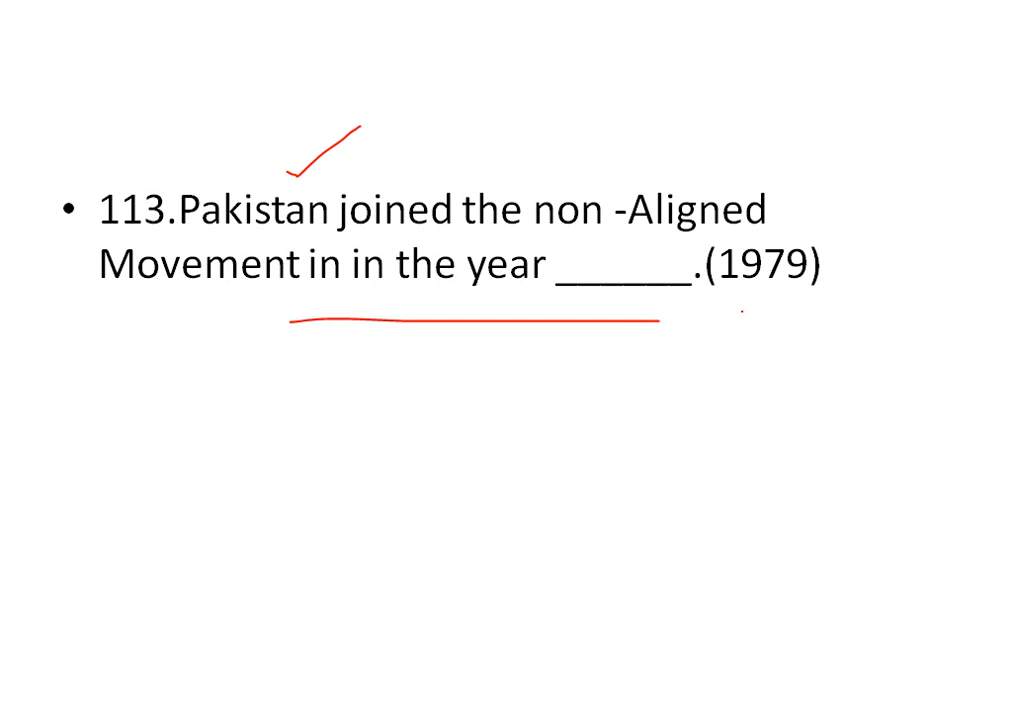 • 113.Pakistan joined the non -Aligned
Movement in in the year ______.(1979)